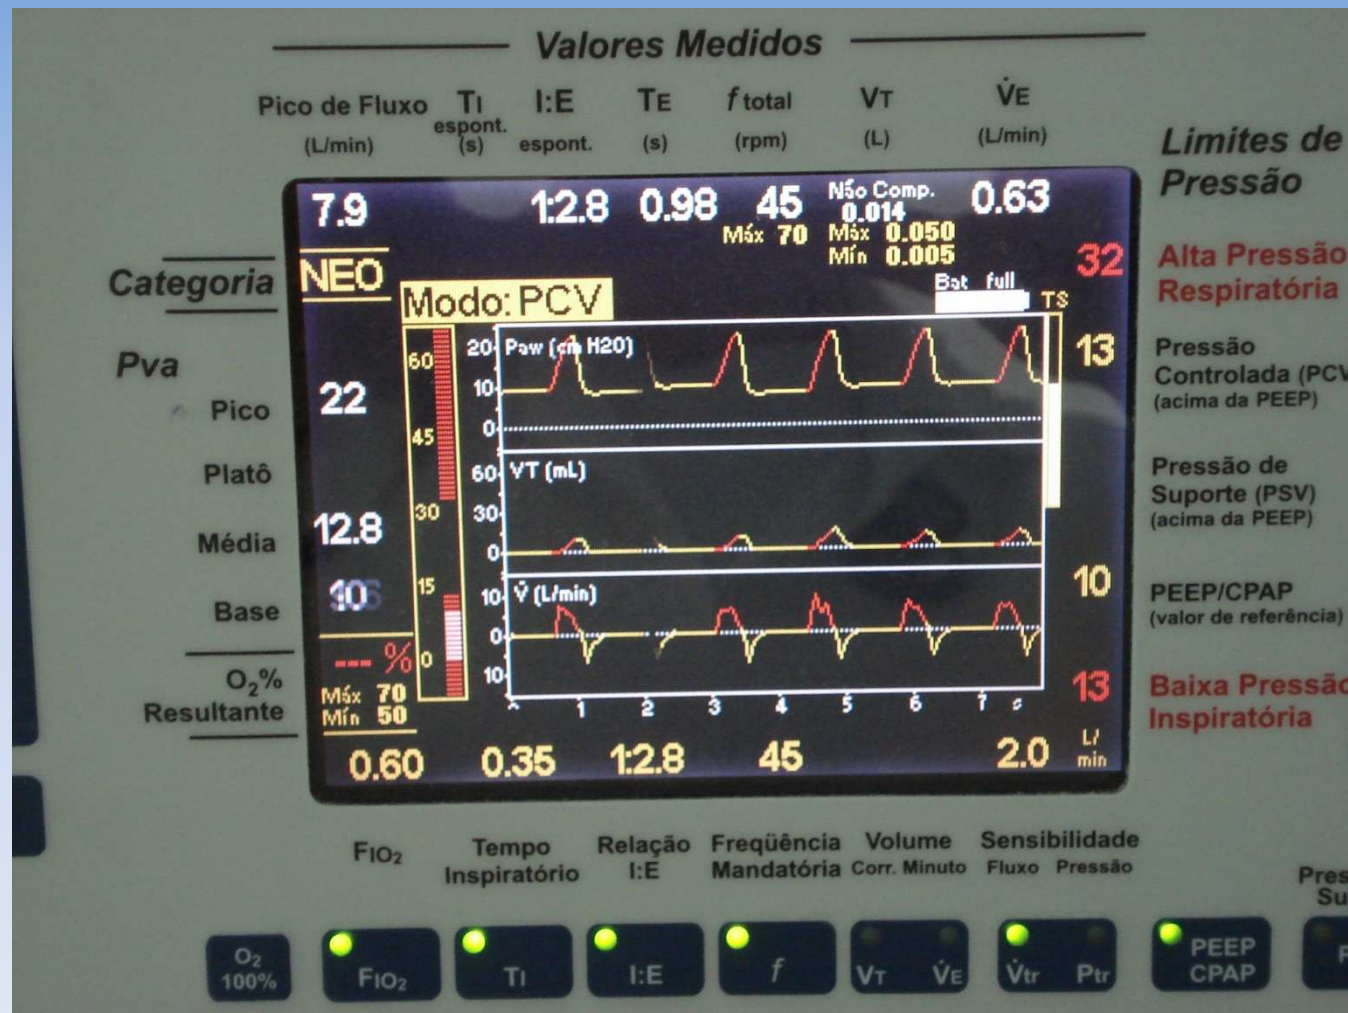 Valores Medidos
Pico de Fluxo TI I:E TE f total VT V̇E
espont.
(L/min) (s) espont. (s) (rpm) (L) (L/min)
7.9 1:2.8 0.98 45 Não Comp. 0.63
0.014
Máx 70 Máx 0.050
Mín 0.005
Limites de
Pressão
Categoria
NEO
Modo: PCV
Bat full
TS
32
Alta Pressão
Respiratória
Pva
Pico
22
Platô
Média
12.8
Base
60
45
30
15
0
20 Paw (cm H2O)
10
0
60 VT (mL)
30
0
10 V̇ (L/min)
0
10
1 2 3 4 5 6 7 s
13
Pressão
Controlada (PCV
(acima da PEEP)
Pressão de
Suporte (PSV)
(acima da PEEP)
10
PEEP/CPAP
(valor de referência)
13
Baixa Pressão
Inspiratória
O2%
Resultante
--- %
Máx 70
Mín 50
0.60 0.35 1:2.8 45 2.0 L/
min
FIO2 Tempo Relação Freqüência Volume Sensibilidade
Inspiratório I:E Mandatória Corr. Minuto Fluxo Pressão
Pres
Su
O2
100%
FIO2 TI I:E f VT V̇E V̇tr Ptr
PEEP
CPAP
P